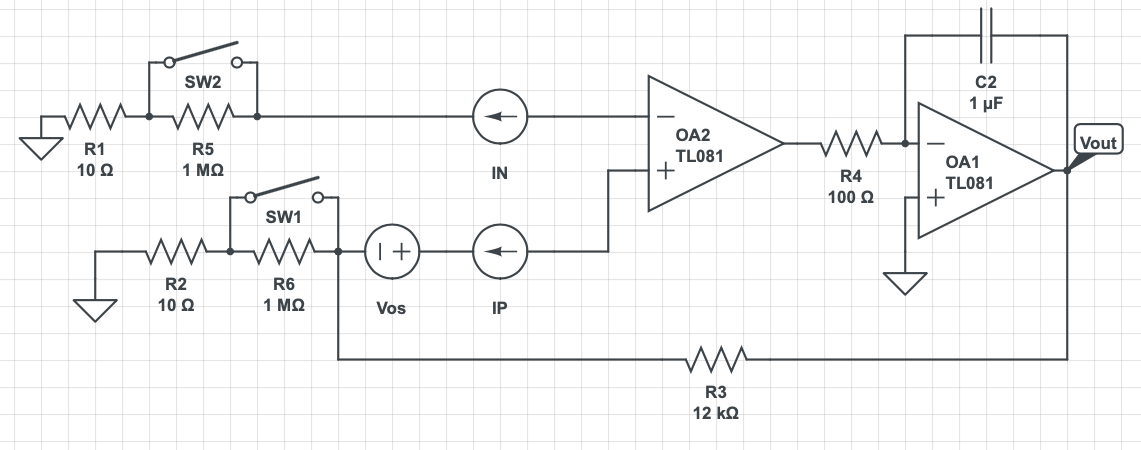 SW2
C2
1 µF
R1
10 Ω
R5
1 MΩ
IN
OA2
TL081
R4
100 Ω
OA1
TL081
Vout
SW1
R2
10 Ω
R6
1 MΩ
Vos
IP
R3
12 kΩ